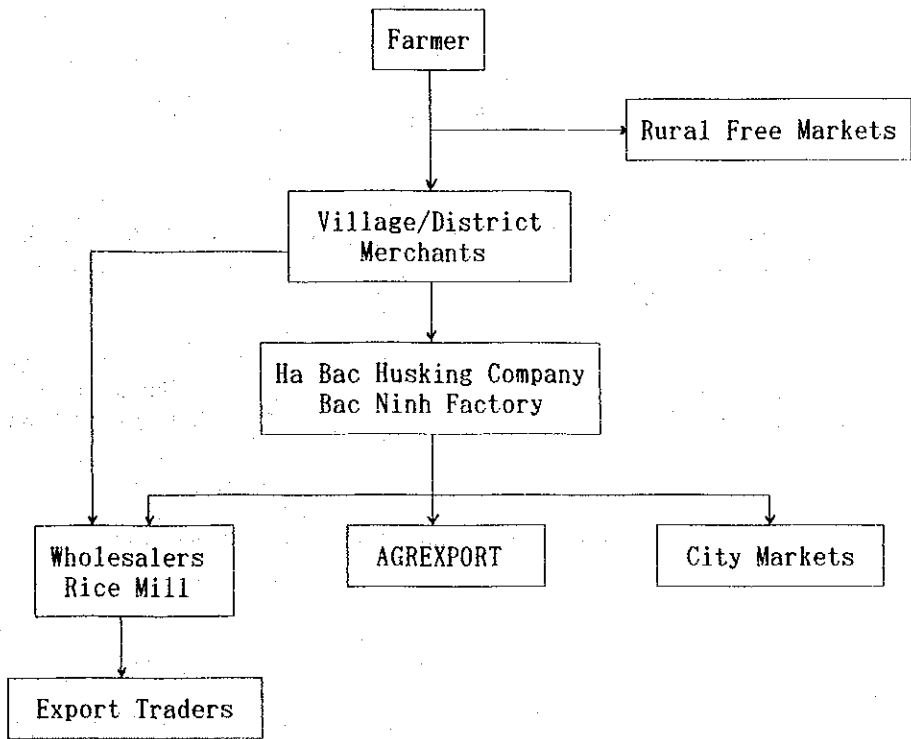 Farmer
Rural Free Markets
Village/District
Merchants
Ha Bac Husking Company
Bac Ninh Factory
Wholesalers
Rice Mill
AGREXPORT
City Markets
Export Traders